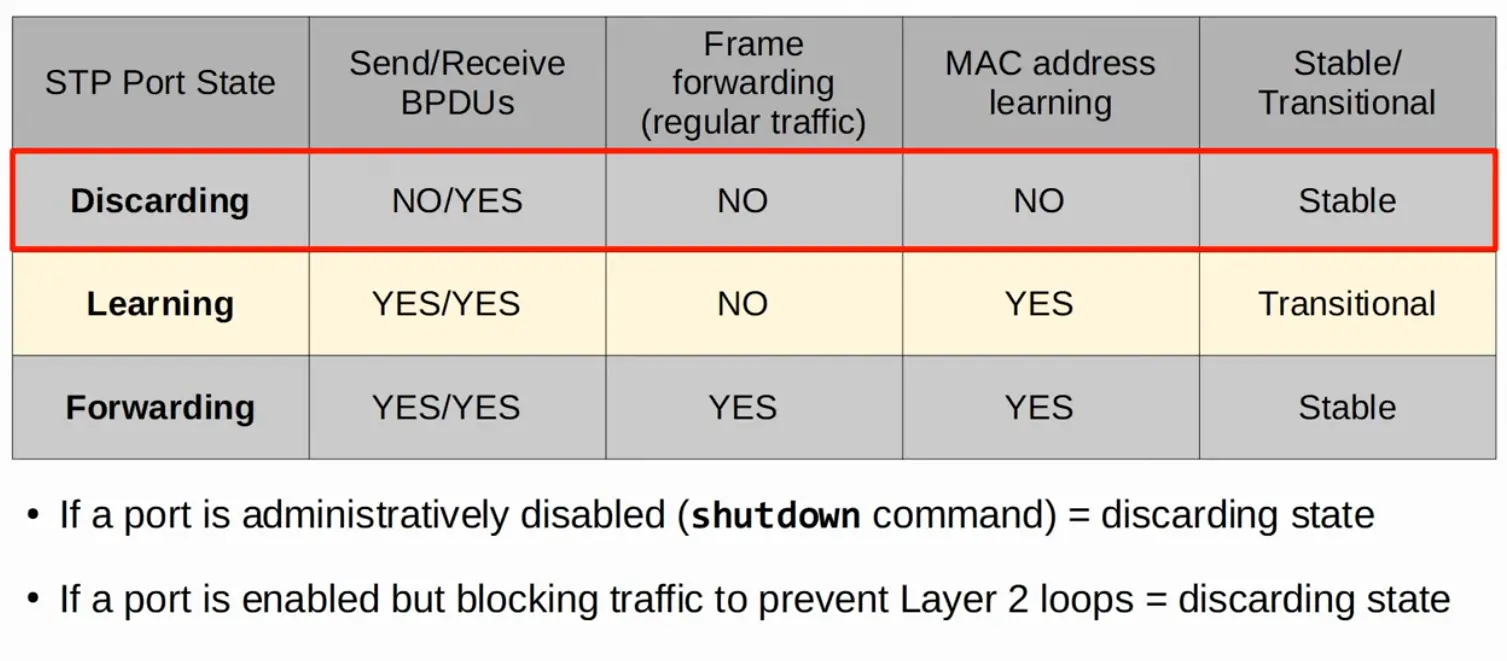 STP Port State
Send/Receive
BPDUs
Frame
forwarding
(regular traffic)
MAC address
learning
Stable/
Transitional
Discarding
NO/YES
NO
NO
Stable
Learning
YES/YES
NO
YES
Transitional
Forwarding
YES/YES
YES
YES
Stable
• If a port is administratively disabled (shutdown command) = discarding state
• If a port is enabled but blocking traffic to prevent Layer 2 loops = discarding state